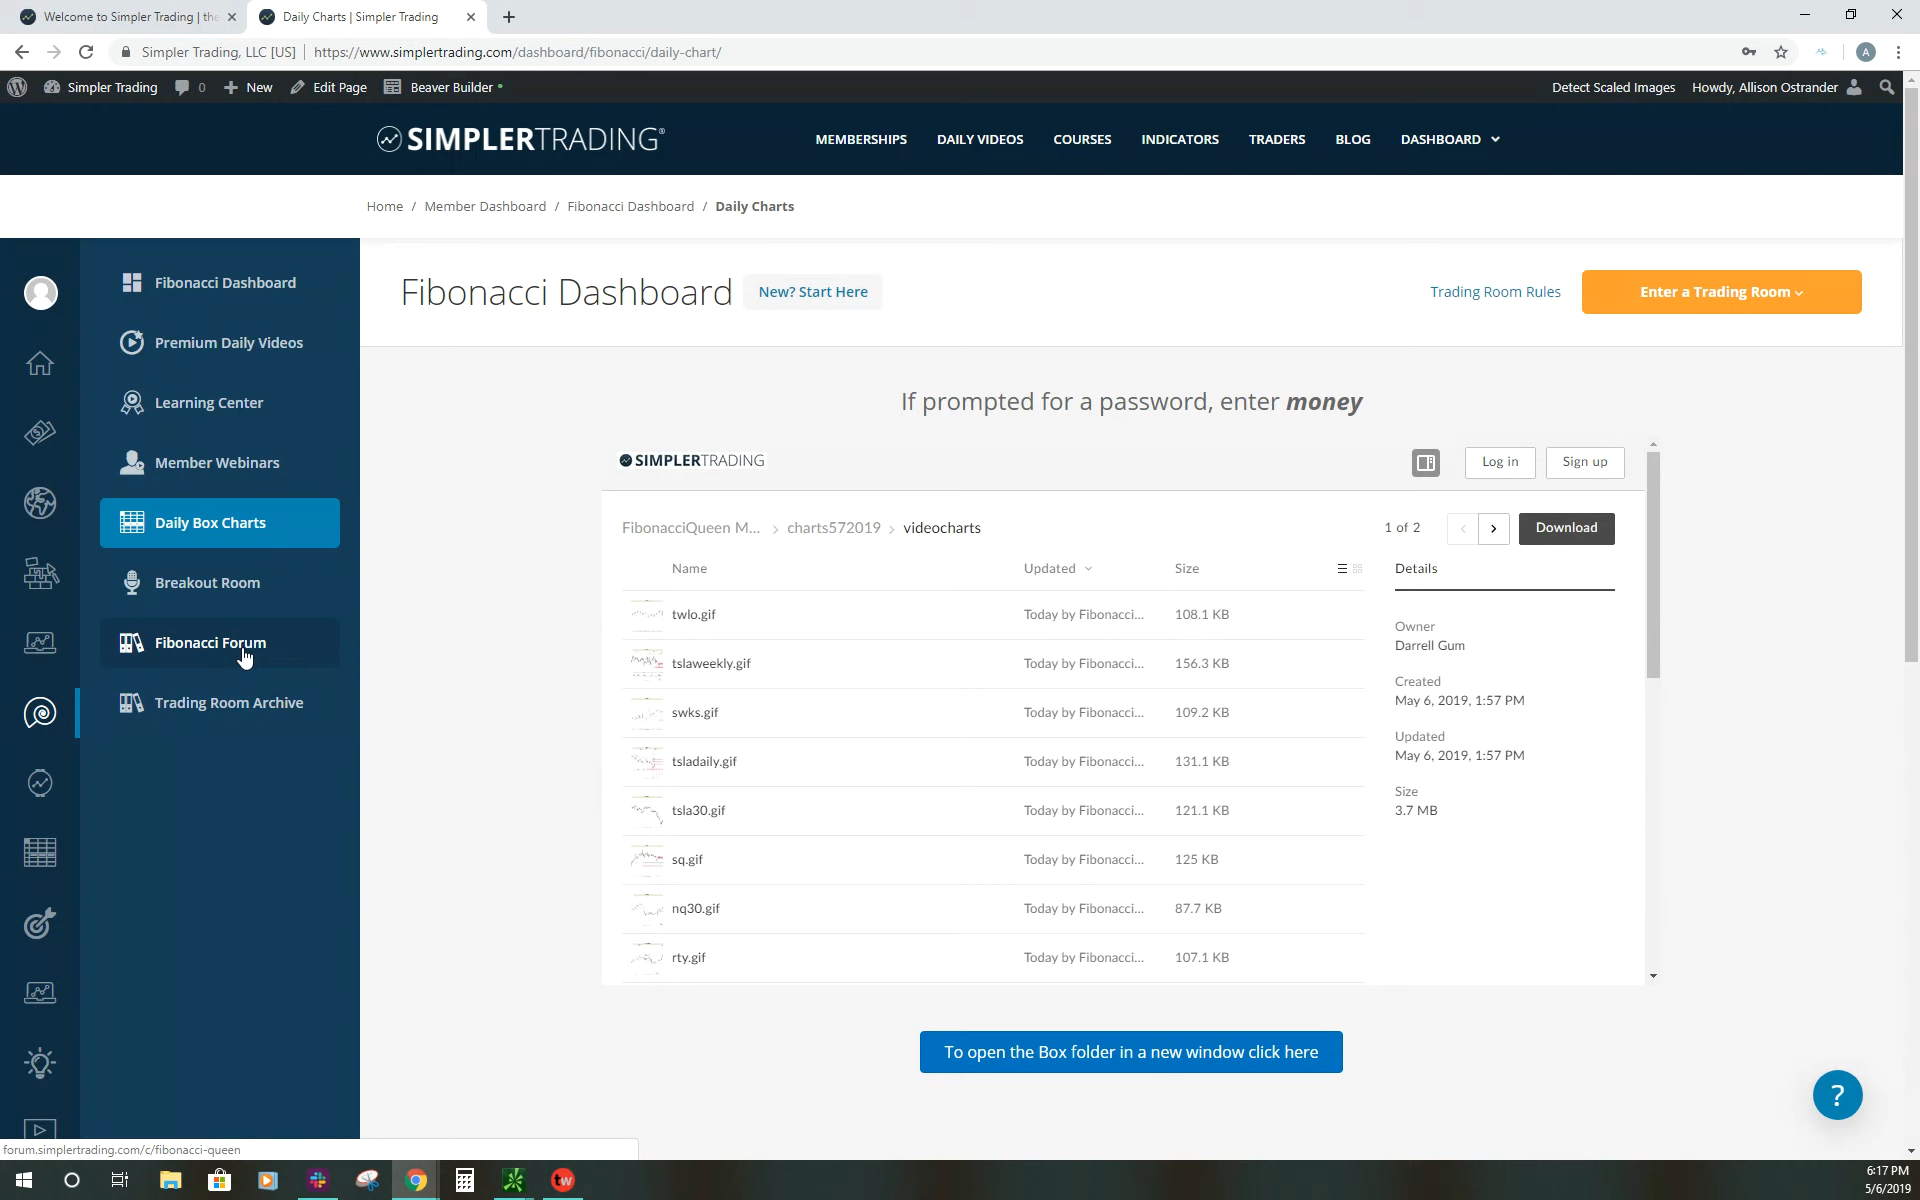 Welcome to Simpler Trading | the
Daily Charts | Simpler Trading
Simpler Trading, LLC [US] | https://www.simplertrading.com/dashboard/fibonacci/daily-chart/
A
Simpler Trading 0 New Edit Page Beaver Builder
Detect Scaled Images Howdy, Allison Ostrander
SIMPLERTRADING®
MEMBERSHIPS DAILY VIDEOS COURSES INDICATORS TRADERS BLOG DASHBOARD
Home / Member Dashboard / Fibonacci Dashboard / Daily Charts
Fibonacci Dashboard
Premium Daily Videos
Learning Center
Member Webinars
Daily Box Charts
Breakout Room
Fibonacci Forum
Trading Room Archive
Fibonacci Dashboard New? Start Here
Trading Room Rules
Enter a Trading Room
If prompted for a password, enter money
SIMPLERTRADING
Log in Sign up
FibonacciQueen M... > charts572019 > videocharts
1 of 2 < > Download
Name Updated Size
twlo.gif Today by Fibonacci... 108.1 KB
tslaweekly.gif Today by Fibonacci... 156.3 KB
swks.gif Today by Fibonacci... 109.2 KB
tsladaily.gif Today by Fibonacci... 131.1 KB
tsla30.gif Today by Fibonacci... 121.1 KB
sq.gif Today by Fibonacci... 125 KB
nq30.gif Today by Fibonacci... 87.7 KB
rty.gif Today by Fibonacci... 107.1 KB
Details
Owner
Darrell Gum
Created
May 6, 2019, 1:57 PM
Updated
May 6, 2019, 1:57 PM
Size
3.7 MB
To open the Box folder in a new window click here
?
forum.simplertrading.com/c/fibonacci-queen
tw
6:17 PM
5/6/2019